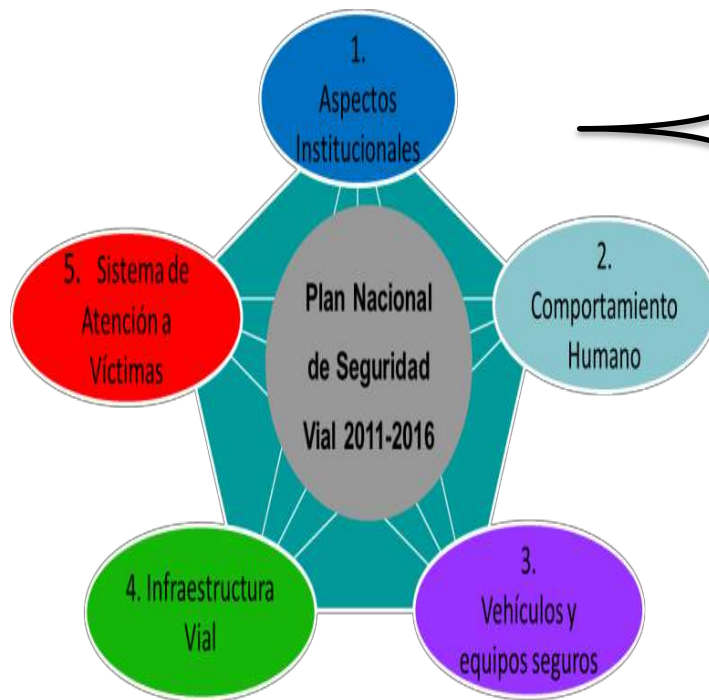 1.
Aspectos
Institucionales
2.
Comportamiento
Humano
3.
Vehículos y
equipos seguros
4. Infraestructura
Vial
5. Sistema de
Atención a
Víctimas
Plan Nacional
de Seguridad
Vial 2011-2016